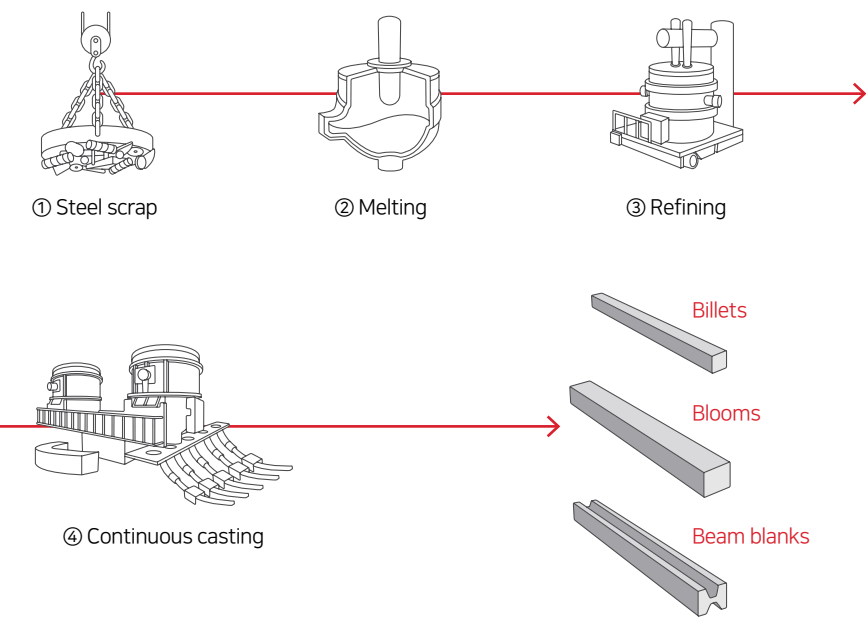 ① Steel scrap
② Melting
③ Refining
④ Continuous casting
Billets
Blooms
Beam blanks